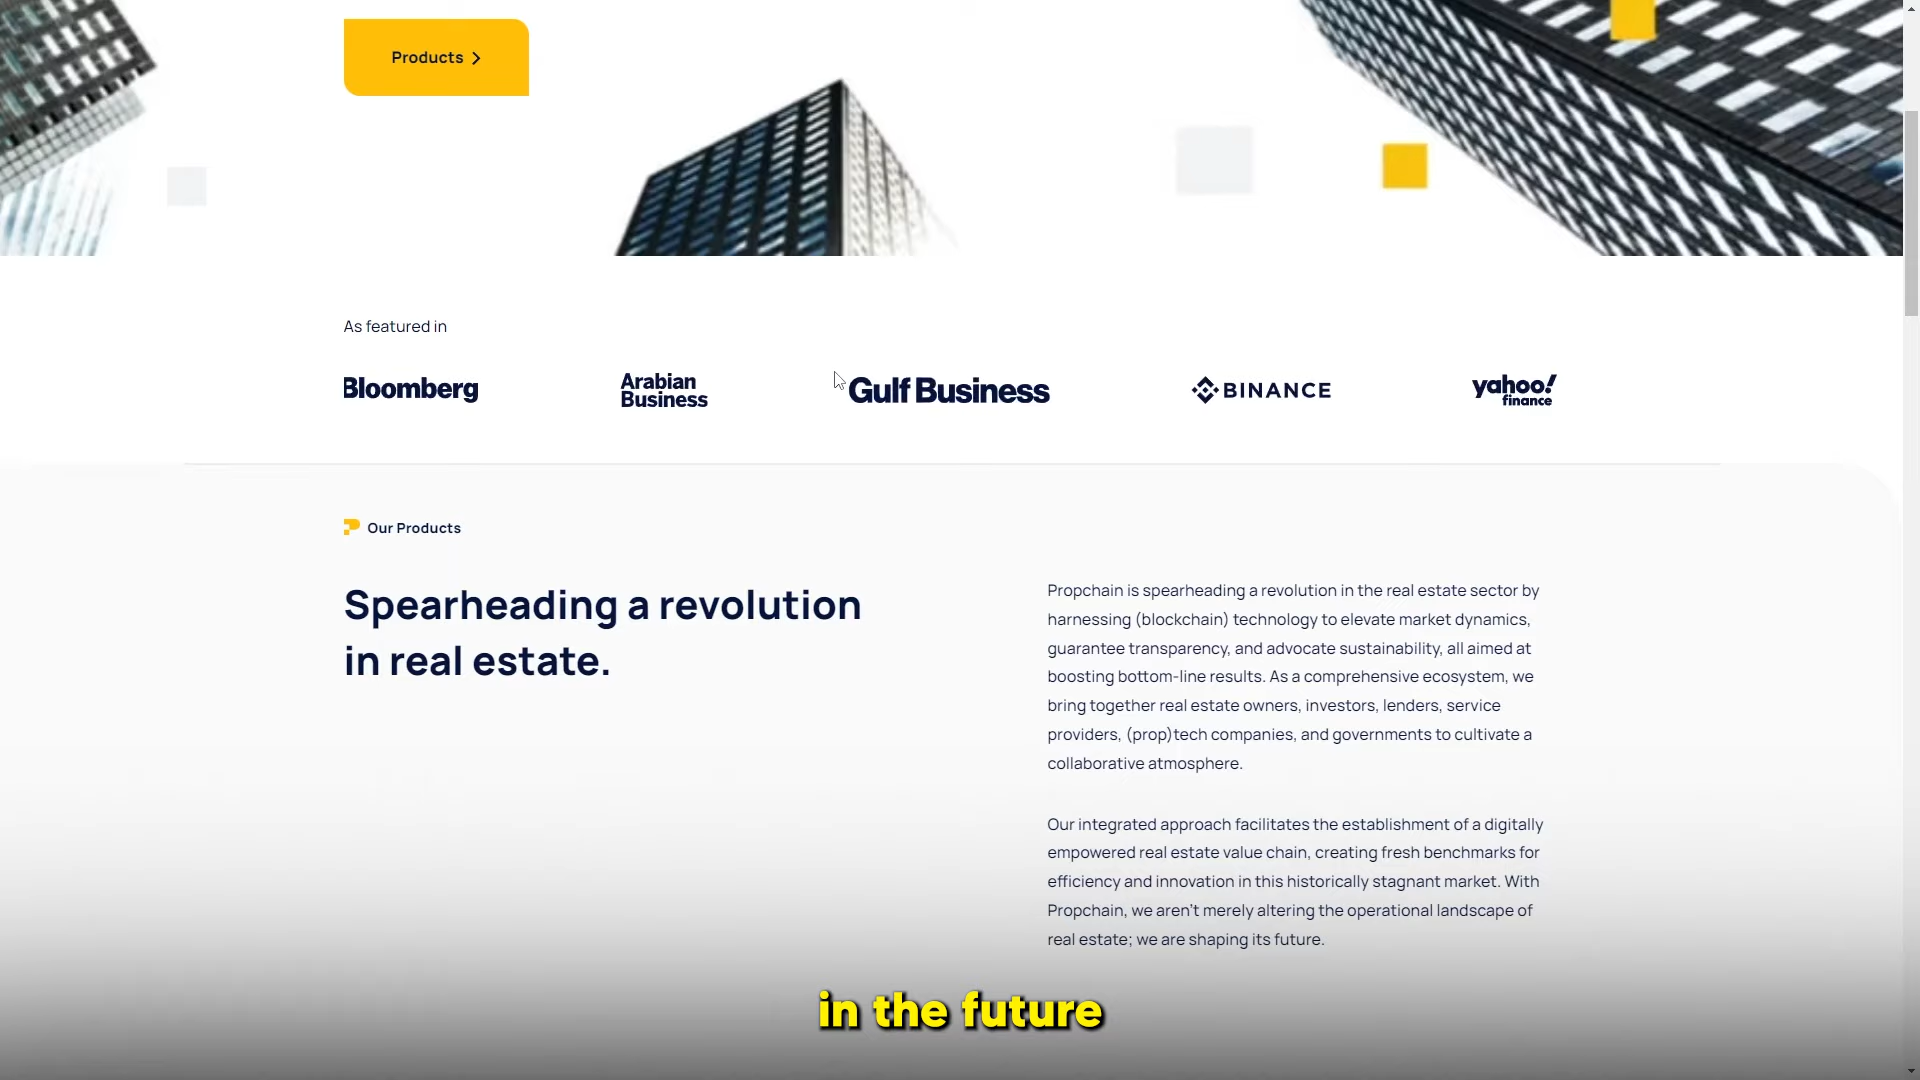 Products
As featured in
Bloomberg
Arabian
Business
Gulf Business
BINANCE
yahoo!
finance
Our Products
Spearheading a revolution
in real estate.
Propchain is spearheading a revolution in the real estate sector by
harnessing (blockchain) technology to elevate market dynamics,
guarantee transparency, and advocate sustainability, all aimed at
boosting bottom-line results. As a comprehensive ecosystem, we
bring together real estate owners, investors, lenders, service
providers, (prop)tech companies, and governments to cultivate a
collaborative atmosphere.
Our integrated approach facilitates the establishment of a digitally
empowered real estate value chain, creating fresh benchmarks for
efficiency and innovation in this historically stagnant market. With
Propchain, we aren't merely altering the operational landscape of
real estate; we are shaping its future.
in the future